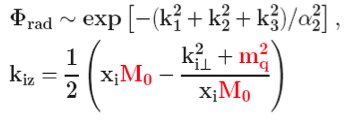 Φ_rad ∼ exp [−(k₁² + k₂² + k₃²)/α₂²] ,
k_iz = 1/2 ( x_i M₀ − (k_i⊥² + m_q²)/(x_i M₀) )